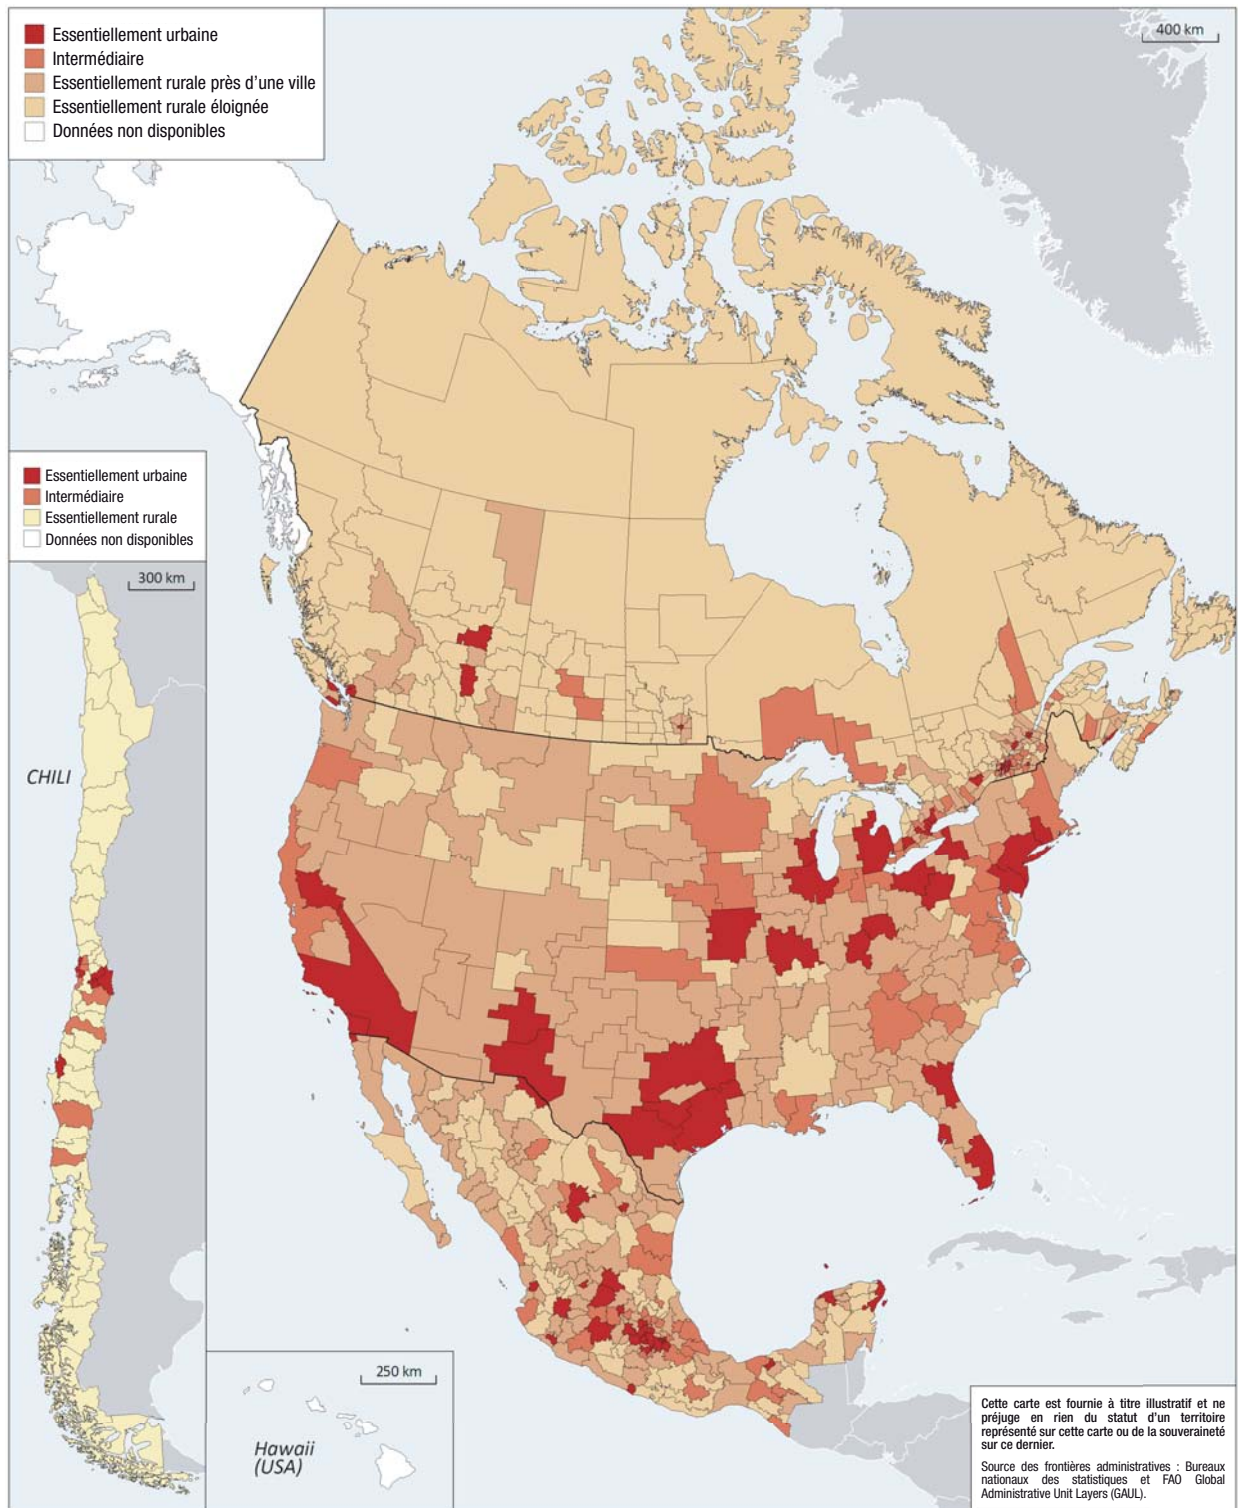 Essentiellement urbaine
Intermédiaire
Essentiellement rurale près d'une ville
Essentiellement rurale éloignée
Données non disponibles
400 km
Essentiellement urbaine
Intermédiaire
Essentiellement rurale
Données non disponibles
300 km
CHILI
250 km
Hawaii
(USA)
Cette carte est fournie à titre illustratif et ne
préjuge en rien du statut d'un territoire
représenté sur cette carte ou de la souveraineté
sur ce dernier.
Source des frontières administratives : Bureaux
nationaux des statistiques et FAO Global
Administrative Unit Layers (GAUL).